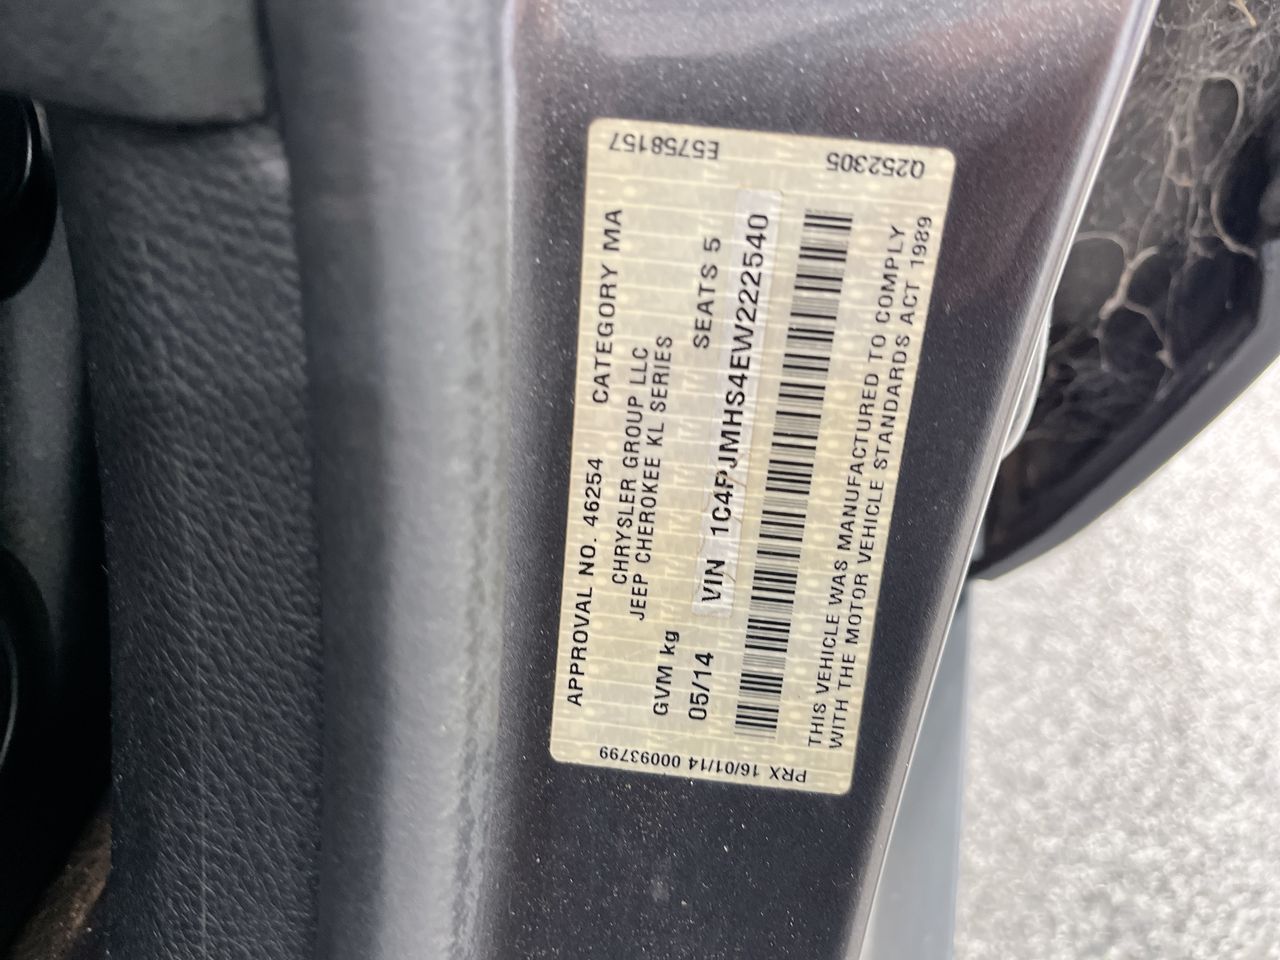 APPROVAL NO. 46254 CATEGORY MA
CHRYSLER GROUP LLC
JEEP CHEROKEE KL SERIES
GVM kg
05/14 SEATS 5
VIN 1C4PJMHS4EW222540
THIS VEHICLE WAS MANUFACTURED TO COMPLY
WITH THE MOTOR VEHICLE STANDARDS ACT 1989
E5758157
Q252305
PRX 16/01/14 00093799